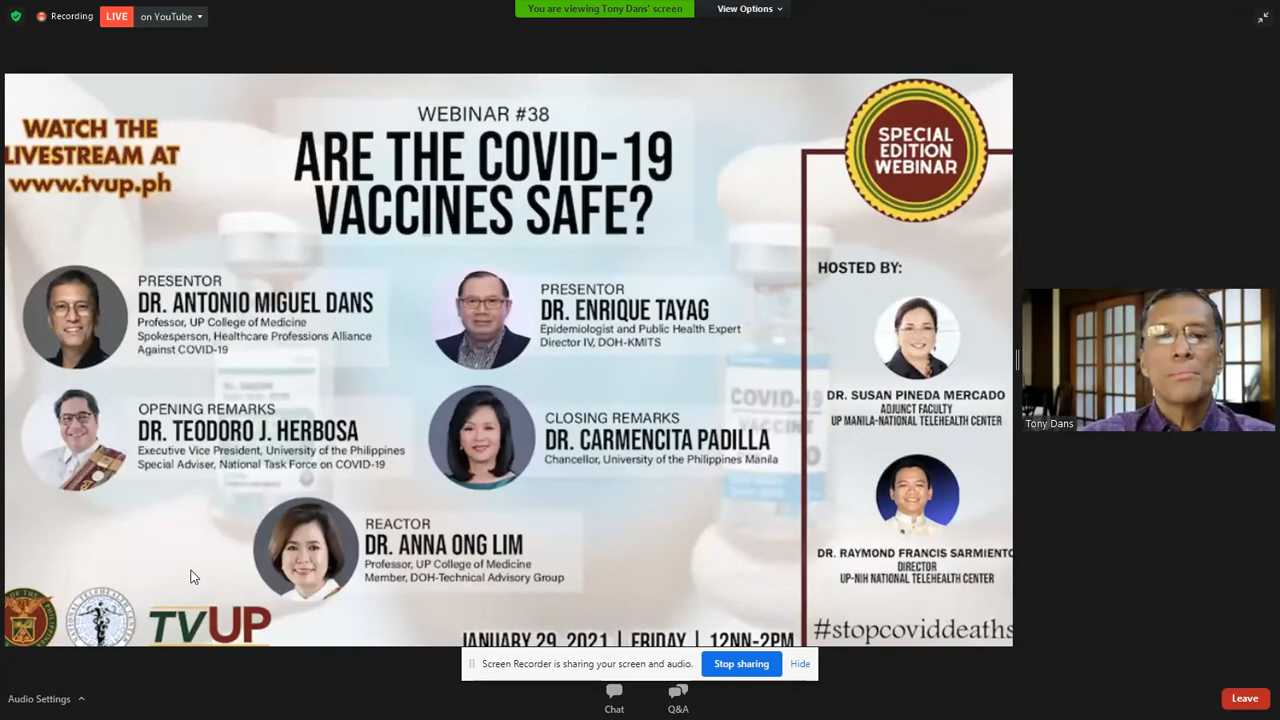 Recording
LIVE
on YouTube
You are viewing Tony Dans' screen
View Options
WATCH THE
LIVESTREAM AT
www.tvup.ph
WEBINAR #38
ARE THE COVID-19
VACCINES SAFE?
SPECIAL
EDITION
WEBINAR
PRESENTOR
DR. ANTONIO MIGUEL DANS
Professor, UP College of Medicine
Spokesperson, Healthcare Professions Alliance
Against COVID-19
PRESENTOR
DR. ENRIQUE TAYAG
Epidemiologist and Public Health Expert
Director IV, DOH-KMITS
OPENING REMARKS
DR. TEODORO J. HERBOSA
Executive Vice President, University of the Philippines
Special Adviser, National Task Force on COVID-19
CLOSING REMARKS
DR. CARMENCITA PADILLA
Chancellor, University of the Philippines Manila
REACTOR
DR. ANNA ONG LIM
Professor, UP College of Medicine
Member, DOH-Technical Advisory Group
COVID-19
VACCINE
HOSTED BY:
DR. SUSAN PINEDA MERCADO
ADJUNCT FACULTY
UP MANILA-NATIONAL TELEHEALTH CENTER
DR. RAYMOND FRANCIS SARMIENTO
DIRECTOR
UP-NIH NATIONAL TELEHEALTH CENTER
#stopcoviddeaths
TVUP
JANUARY 29, 2021 | FRIDAY | 12NN-2PM
Tony Dans
Screen Recorder is sharing your screen and audio.
Stop sharing
Hide
Audio Settings
Chat
Q&A
Leave